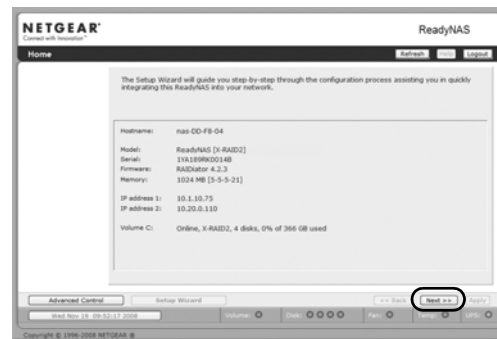 NETGEAR®
Connect with Innovation™
ReadyNAS
Home
Refresh Help Logout
The Setup Wizard will guide you step-by-step through the configuration process assisting you in quickly
integrating this ReadyNAS into your network.
Hostname: nas-DD-F8-04
Model: ReadyNAS [X-RAID2]
Serial: 1YA189RK0014B
Firmware: RAIDiator 4.2.3
Memory: 1024 MB [5-5-5-21]
IP address 1: 10.1.10.75
IP address 2: 10.20.0.110
Volume C: Online, X-RAID2, 4 disks, 0% of 366 GB used
Advanced Control Setup Wizard << Back Next >> Apply
Wed Nov 19 09:52:17 2008 Volume: Disk: Fan: Temp: UPS:
Copyright © 1996-2008 NETGEAR ®